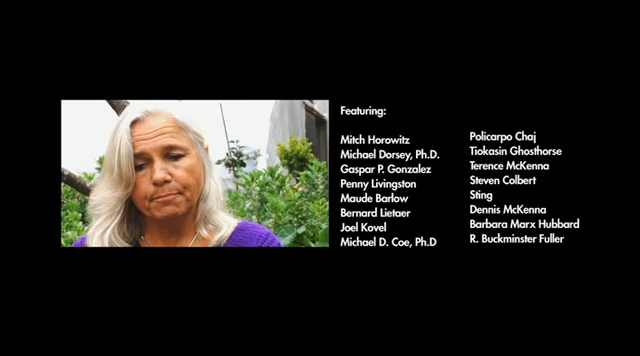 Featuring:
Mitch Horowitz
Michael Dorsey, Ph.D.
Gaspar P. Gonzalez
Penny Livingston
Maude Barlow
Bernard Lietaer
Joel Kovel
Michael D. Coe, Ph.D
Policarpo Chaj
Tiokasin Ghosthorse
Terence McKenna
Steven Colbert
Sting
Dennis McKenna
Barbara Marx Hubbard
R. Buckminster Fuller